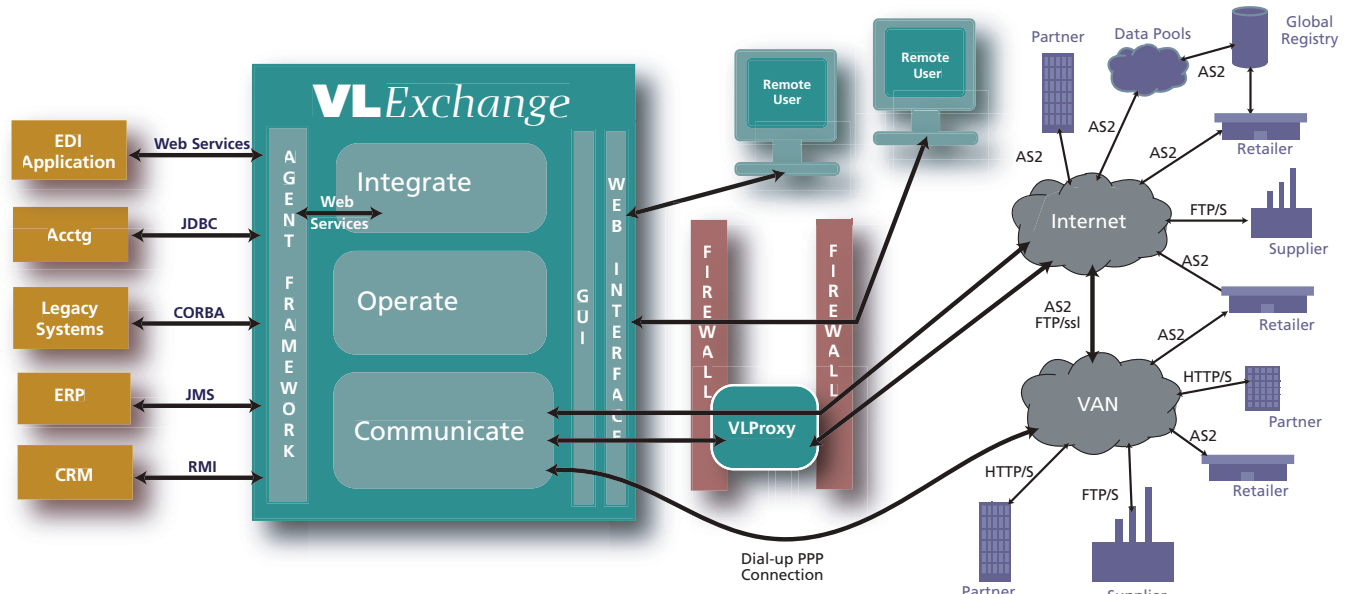 VLExchange
EDI
Application
Web Services
Acctg
JDBC
Legacy
Systems
CORBA
ERP
JMS
CRM
RMI
AGENT FRAMEWORK
Integrate
Web
Services
Operate
Communicate
GUI
WEB INTERFACE
Remote
User
Remote
User
FIREWALL
FIREWALL
VLProxy
Dial-up PPP
Connection
Partner
Data Pools
Global
Registry
AS2
AS2
AS2
AS2
Retailer
Internet
FTP/S
Supplier
AS2
Retailer
AS2
FTP/ssl
AS2
VAN
HTTP/S
Partner
AS2
Retailer
HTTP/S
FTP/S
Partner
Supplier